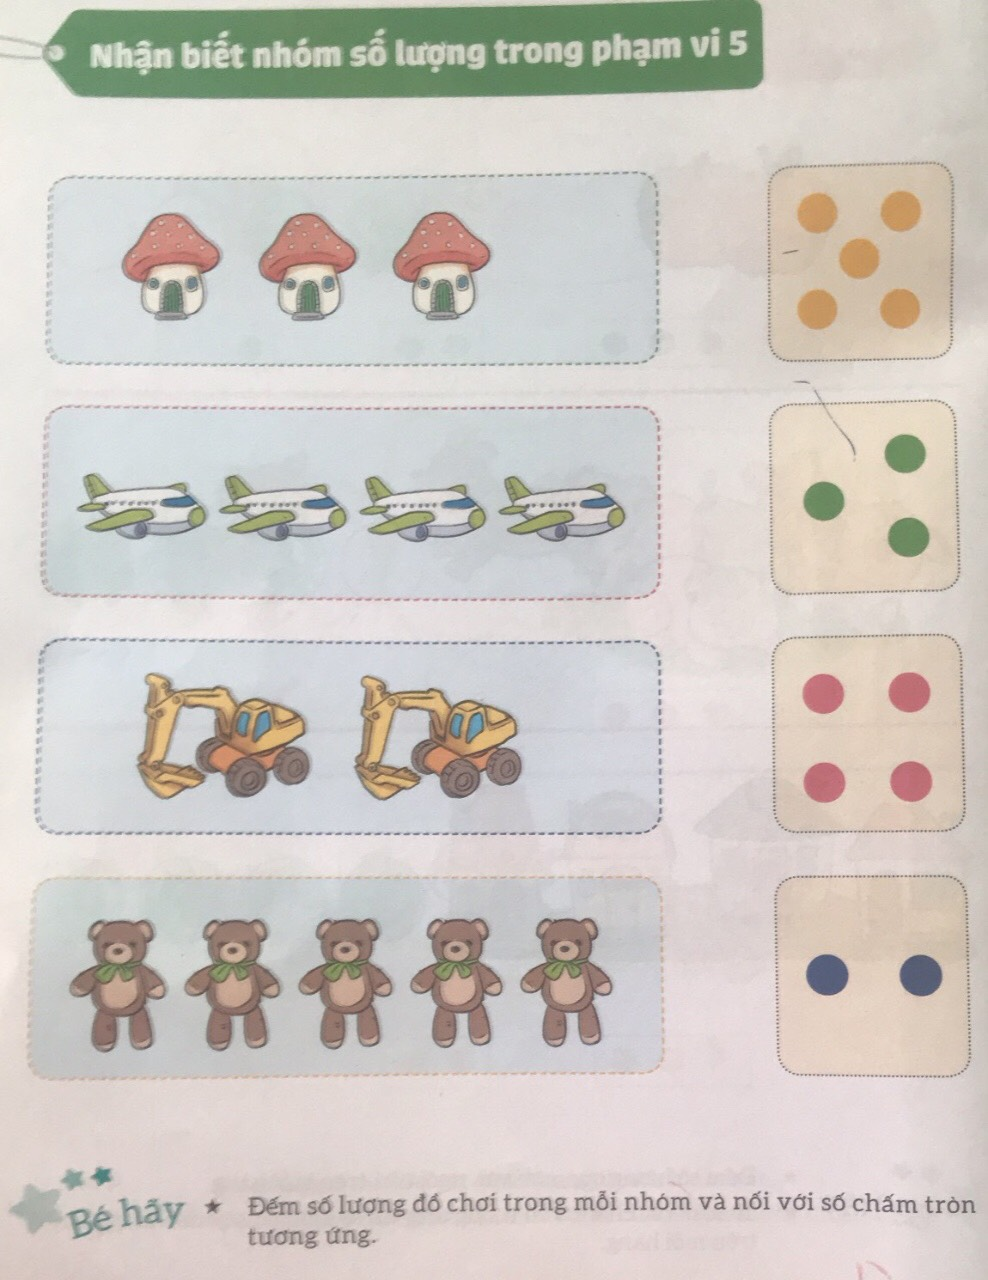 Nhận biết nhóm số lượng trong phạm vi 5
Bé hãy ★ Đếm số lượng đồ chơi trong mỗi nhóm và nối với số chấm tròn
tương ứng.